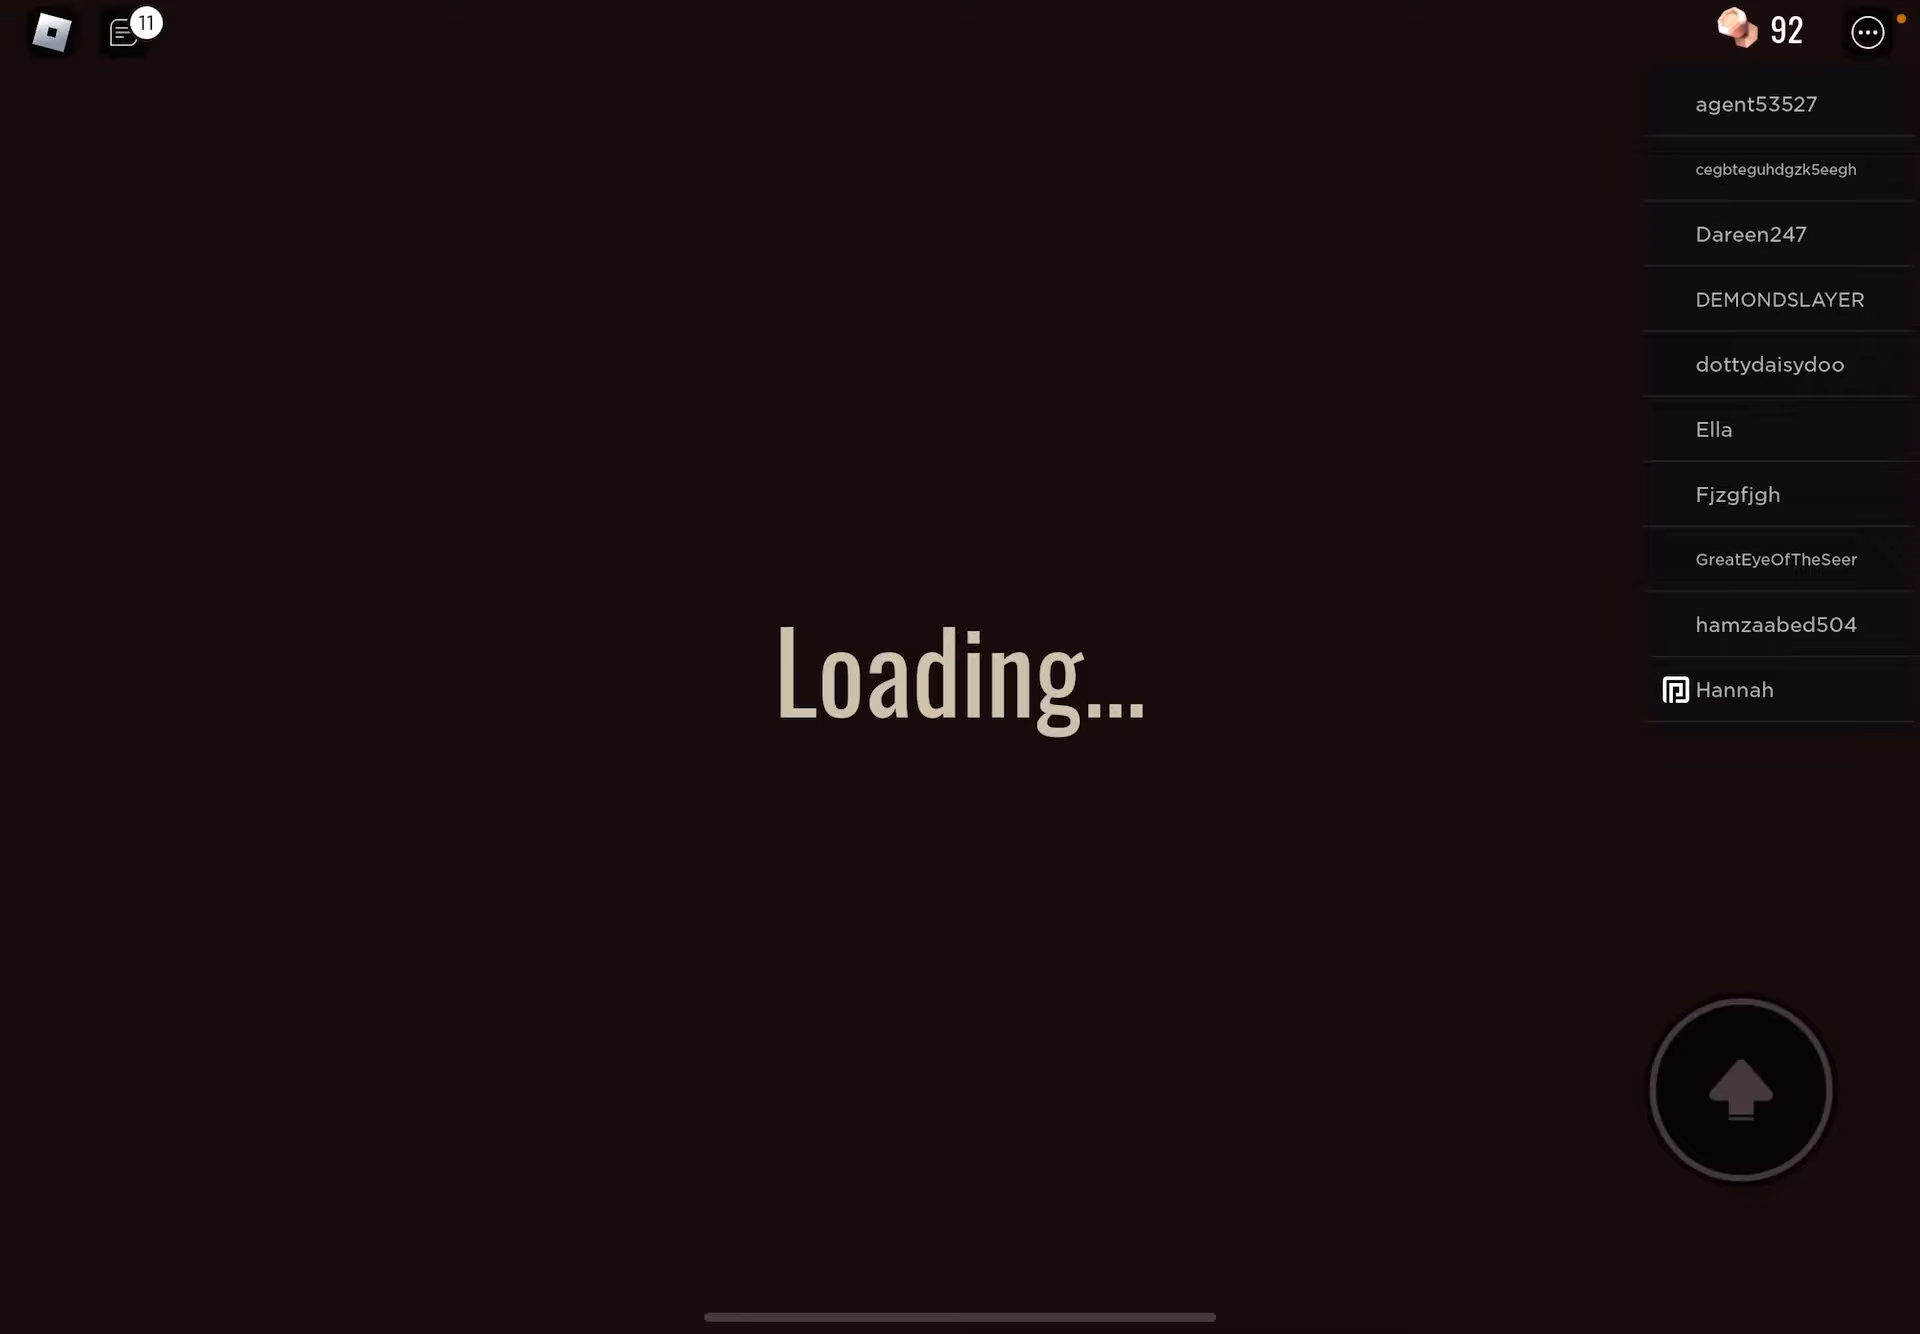 11
92
agent53527
cegbteguhdgzk5eegh
Dareen247
DEMONDSLAYER
dottydaisydoo
Ella
Fjzgfjgh
GreatEyeOfTheSeer
hamzaabed504
Hannah
Loading...